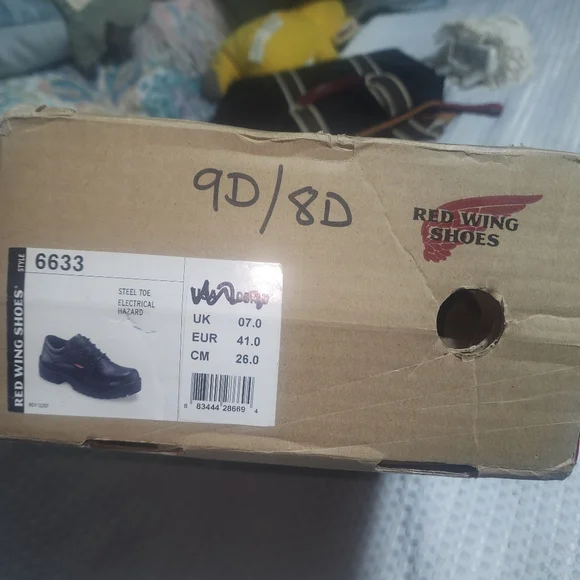 9D/8D
RED WING
SHOES
STYLE 6633
RED WING SHOES
STEEL TOE
ELECTRICAL
HAZARD
UK 07.0
EUR 41.0
CM 26.0
8 83444 28669 4